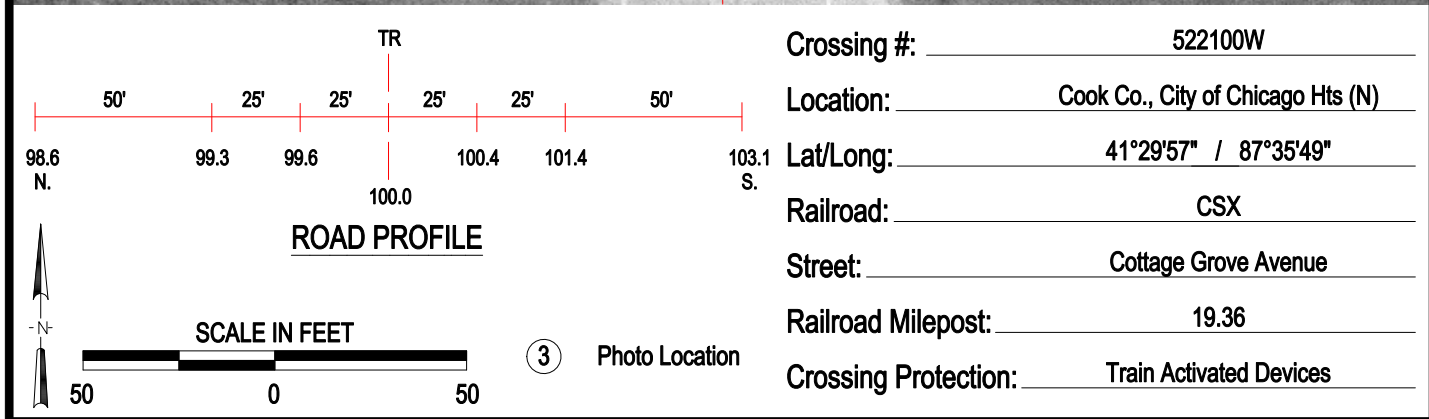 TR
50' 25' 25' 25' 25' 50'
98.6 99.3 99.6 100.4 101.4 103.1
N. S.
100.0
ROAD PROFILE
-N-
SCALE IN FEET
50 0 50
3 Photo Location
Crossing #: 522100W
Location: Cook Co., City of Chicago Hts (N)
Lat/Long: 41°29'57" / 87°35'49"
Railroad: CSX
Street: Cottage Grove Avenue
Railroad Milepost: 19.36
Crossing Protection: Train Activated Devices